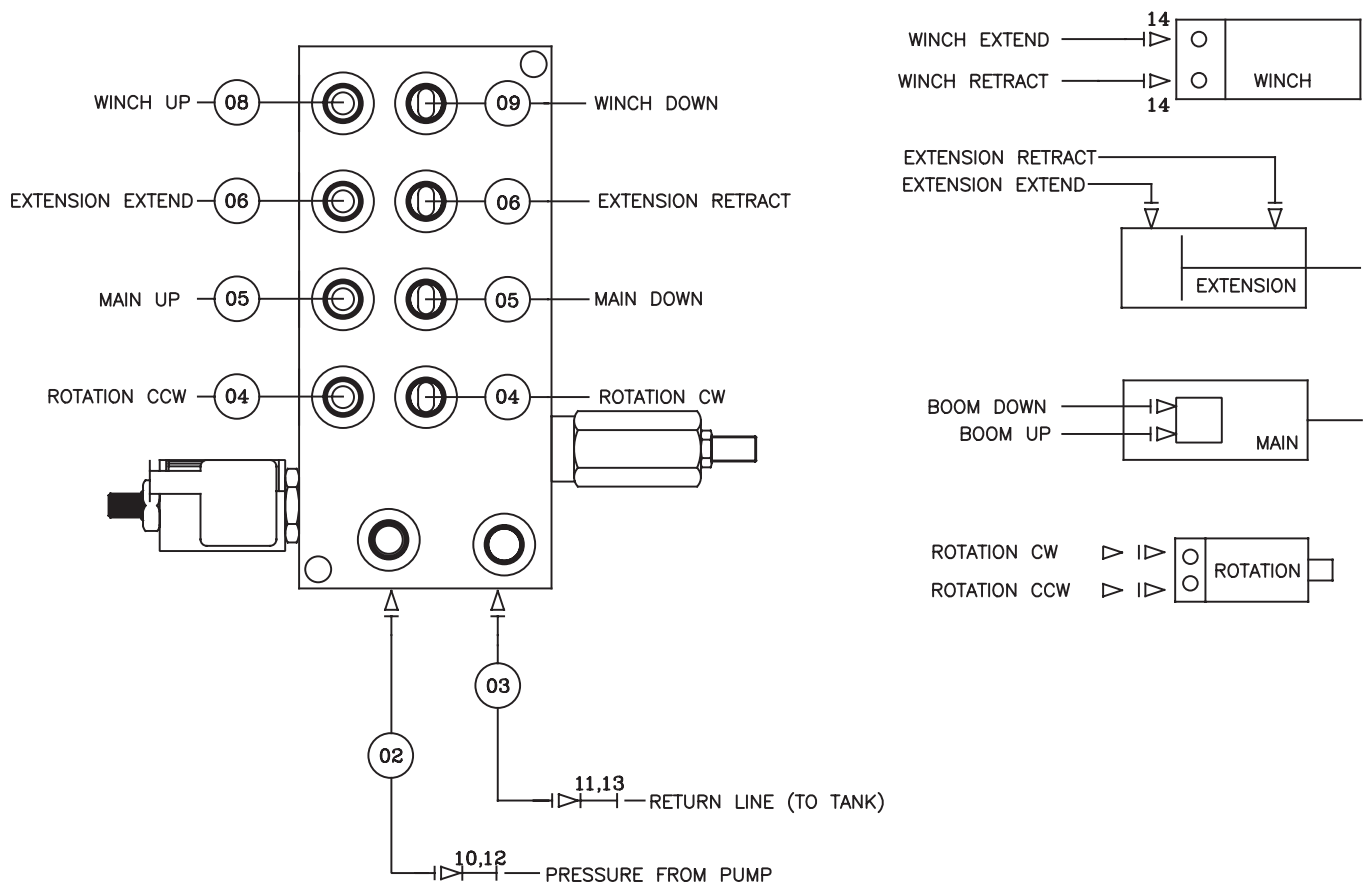 WINCH UP 08 09 WINCH DOWN
EXTENSION EXTEND 06 06 EXTENSION RETRACT
MAIN UP 05 05 MAIN DOWN
ROTATION CCW 04 04 ROTATION CW
03
02
11,13
RETURN LINE (TO TANK)
10,12
PRESSURE FROM PUMP
14
WINCH EXTEND
WINCH RETRACT
WINCH
14
EXTENSION RETRACT
EXTENSION EXTEND
EXTENSION
BOOM DOWN
BOOM UP
MAIN
ROTATION CW
ROTATION
ROTATION CCW